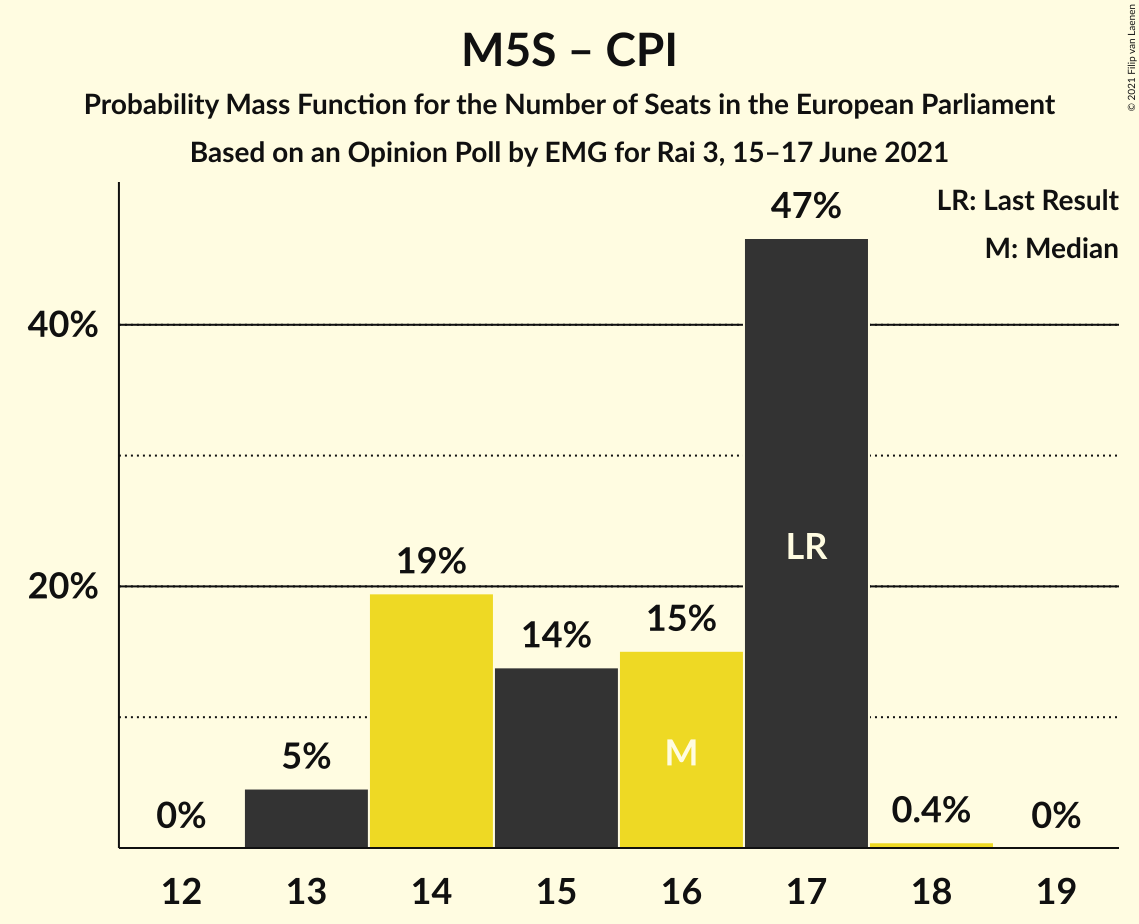 M5S – CPI
Probability Mass Function for the Number of Seats in the European Parliament
Based on an Opinion Poll by EMG for Rai 3, 15–17 June 2021
© 2021 Filip van Laenen
LR: Last Result
M: Median
40%
20%
0%
5%
19%
14%
15%
47%
0.4%
0%
M
LR
12 13 14 15 16 17 18 19